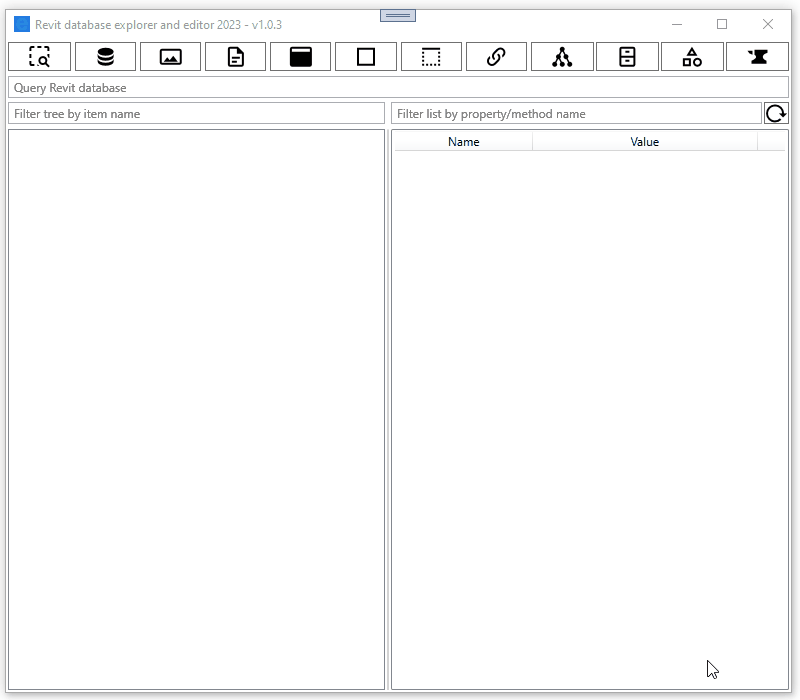 Revit database explorer and editor 2023 - v1.0.3
Query Revit database
Filter tree by item name
Filter list by property/method name
Name Value